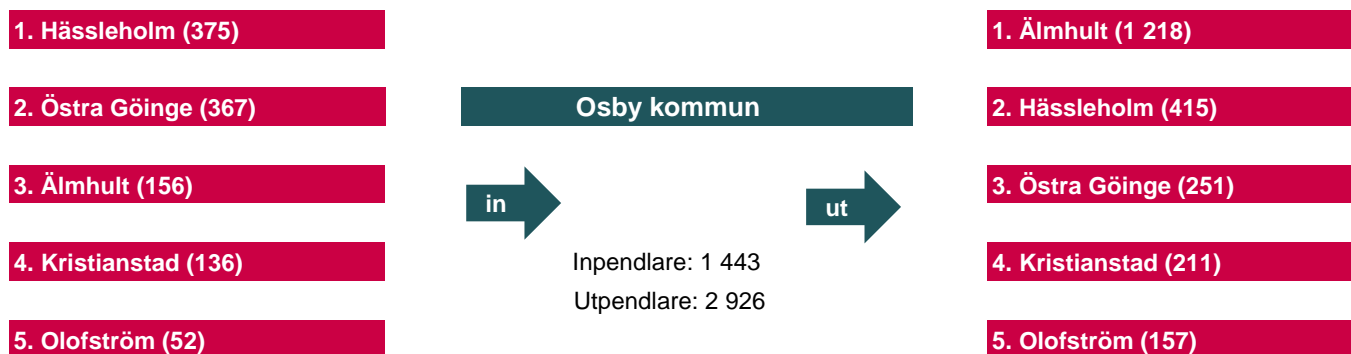 1. Hässleholm (375)
2. Östra Göinge (367)
3. Älmhult (156)
4. Kristianstad (136)
5. Olofström (52)
Osby kommun
in
ut
Inpendlare: 1 443
Utpendlare: 2 926
1. Älmhult (1 218)
2. Hässleholm (415)
3. Östra Göinge (251)
4. Kristianstad (211)
5. Olofström (157)